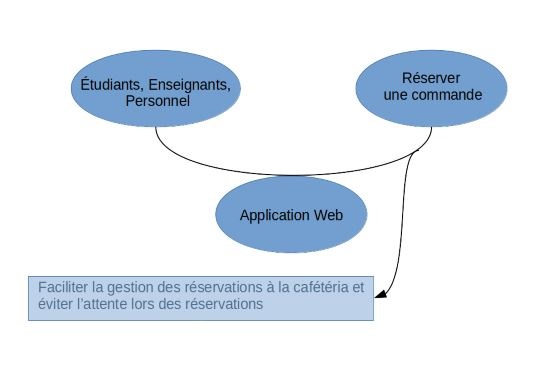 Étudiants, Enseignants,
Personnel
Réserver
une commande
Application Web
Faciliter la gestion des réservations à la cafétéria et
éviter l'attente lors des réservations